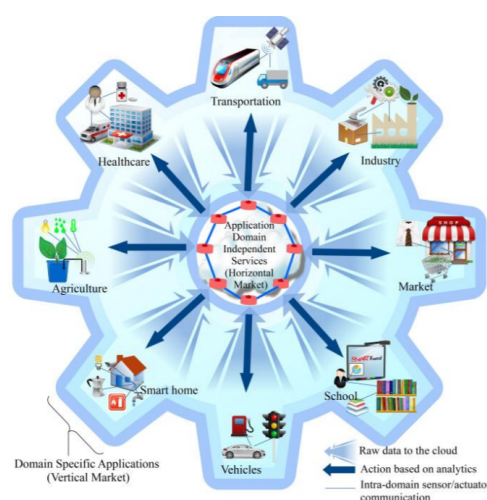 Transportation
Healthcare
Industry
Application
Domain
Independent
Services
(Horizontal
Market)
Agriculture
SHOP
Market
Smart home
School
Vehicles
Domain Specific Applications
(Vertical Market)
Raw data to the cloud
Action based on analytics
Intra-domain sensor/actuato
communication